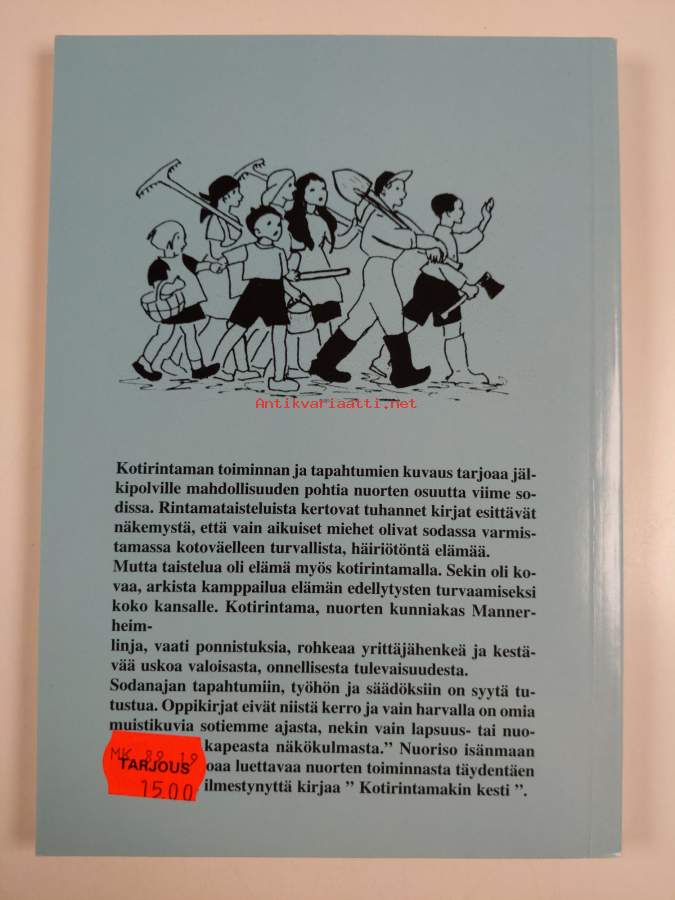 Antikvariaatti.net
Kotirintaman toiminnan ja tapahtumien kuvaus tarjoaa jäl-
kipolville mahdollisuuden pohtia nuorten osuutta viime so-
dissa. Rintamataisteluista kertovat tuhannet kirjat esittävät
näkemystä, että vain aikuiset miehet olivat sodassa varmis-
tamassa kotoväelleen turvallista, häiriötöntä elämää.
Mutta taistelua oli elämä myös kotirintamalla. Sekin oli ko-
vaa, arkista kamppailua elämän edellytysten turvaamiseksi
koko kansalle. Kotirintama, nuorten kunniakas Manner-
heim-
linja, vaati ponnistuksia, rohkeaa yrittäjähenkeä ja kestä-
vää uskoa valoisasta, onnellisesta tulevaisuudesta.
Sodanajan tapahtumiin, työhön ja säädöksiin on syytä tu-
tustua. Oppikirjat eivät niistä kerro ja vain harvalla on omia
muistikuvia sotiemme ajasta, nekin vain lapsuus- tai nuo-
kapeasta näkökulmasta." Nuoriso isänmaan
oaa luettavaa nuorten toiminnasta täydentäen
ilmestynyttä kirjaa " Kotirintamakin kesti ".
MK 89 19
TARJOUS
15.00